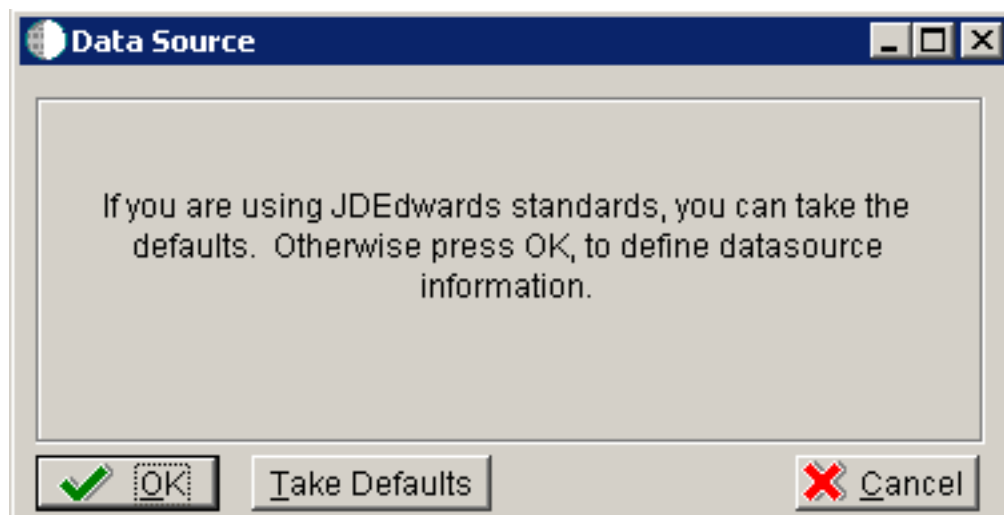 Data Source
If you are using JDEdwards standards, you can take the
defaults.  Otherwise press OK, to define datasource
information.
OK
Take Defaults
Cancel